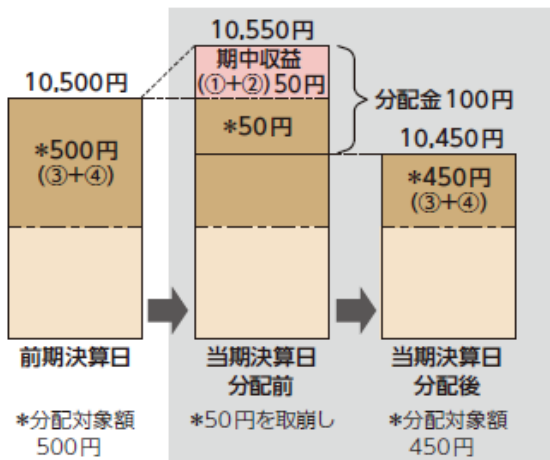 10,550円
期中収益
(①+②)50円
10,500円
分配金100円
*50円
10,450円
*500円
(③+④)
*450円
(③+④)
前期決算日
当期決算日
分配前
当期決算日
分配後
*分配対象額
500円
*50円を取崩し
*分配対象額
450円